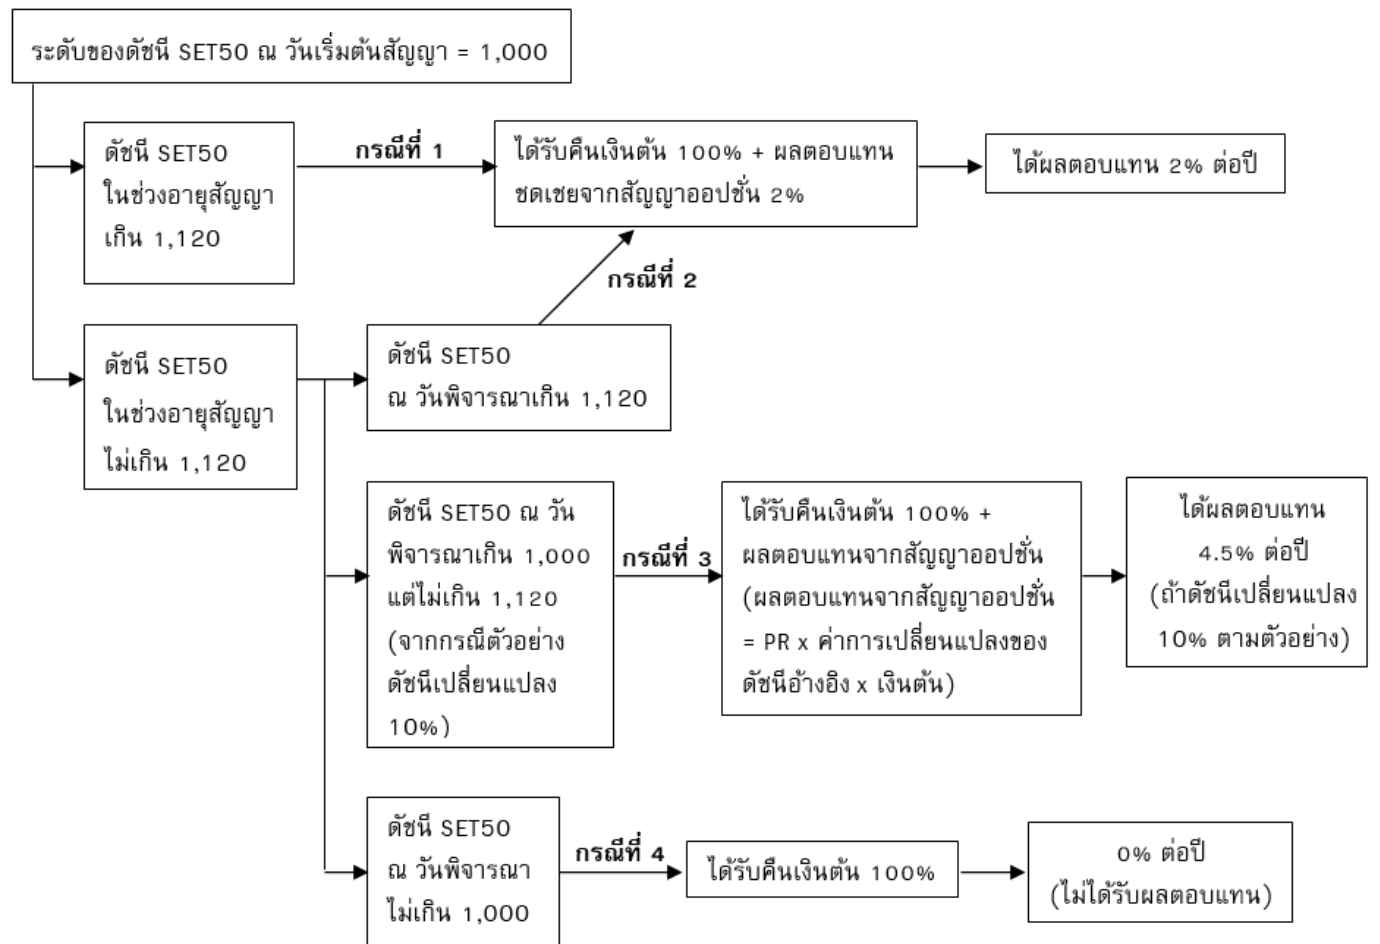 ระดับของดัชนี SET50 ณ วันเริ่มต้นสัญญา = 1,000
ดัชนี SET50
ในช่วงอายุสัญญา
เกิน 1,120
กรณีที่ 1
ได้รับคืนเงินต้น 100% + ผลตอบแทน
ชดเชยจากสัญญาออปชั่น 2%
ได้ผลตอบแทน 2% ต่อปี
กรณีที่ 2
ดัชนี SET50
ในช่วงอายุสัญญา
ไม่เกิน 1,120
ดัชนี SET50
ณ วันพิจารณาเกิน 1,120
ดัชนี SET50 ณ วัน
พิจารณาเกิน 1,000
แต่ไม่เกิน 1,120
(จากกรณีตัวอย่าง
ดัชนีเปลี่ยนแปลง
10%)
กรณีที่ 3
ได้รับคืนเงินต้น 100% +
ผลตอบแทนจากสัญญาออปชั่น
(ผลตอบแทนจากสัญญาออปชั่น
= PR x ค่าการเปลี่ยนแปลงของ
ดัชนีอ้างอิง x เงินต้น)
ได้ผลตอบแทน
4.5% ต่อปี
(ถ้าดัชนีเปลี่ยนแปลง
10% ตามตัวอย่าง)
ดัชนี SET50
ณ วันพิจารณา
ไม่เกิน 1,000
กรณีที่ 4
ได้รับคืนเงินต้น 100%
0% ต่อปี
(ไม่ได้รับผลตอบแทน)